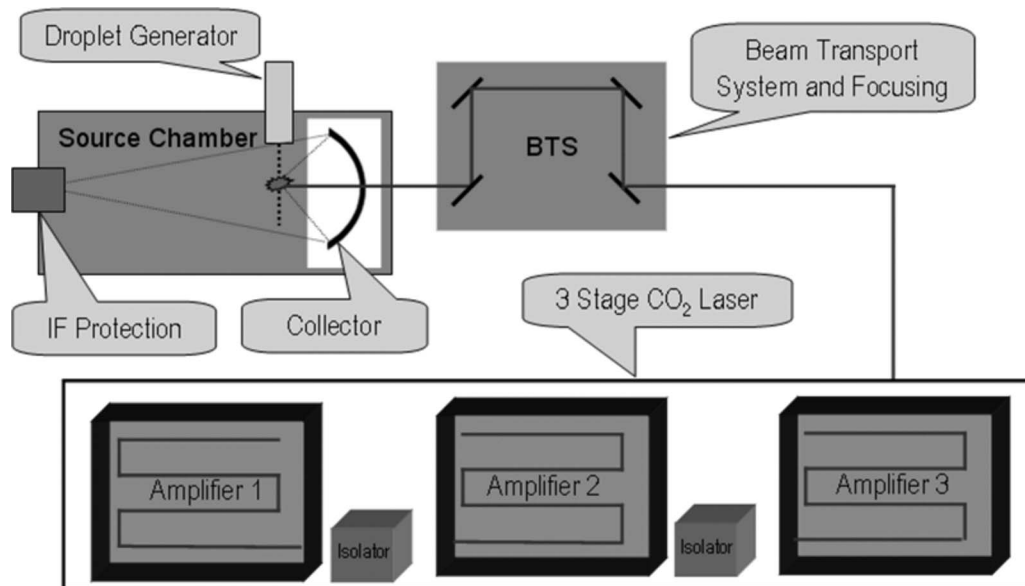 Droplet Generator
Beam Transport
System and Focusing
Source Chamber
BTS
IF Protection
Collector
3 Stage CO₂ Laser
Amplifier 1
Isolator
Amplifier 2
Isolator
Amplifier 3